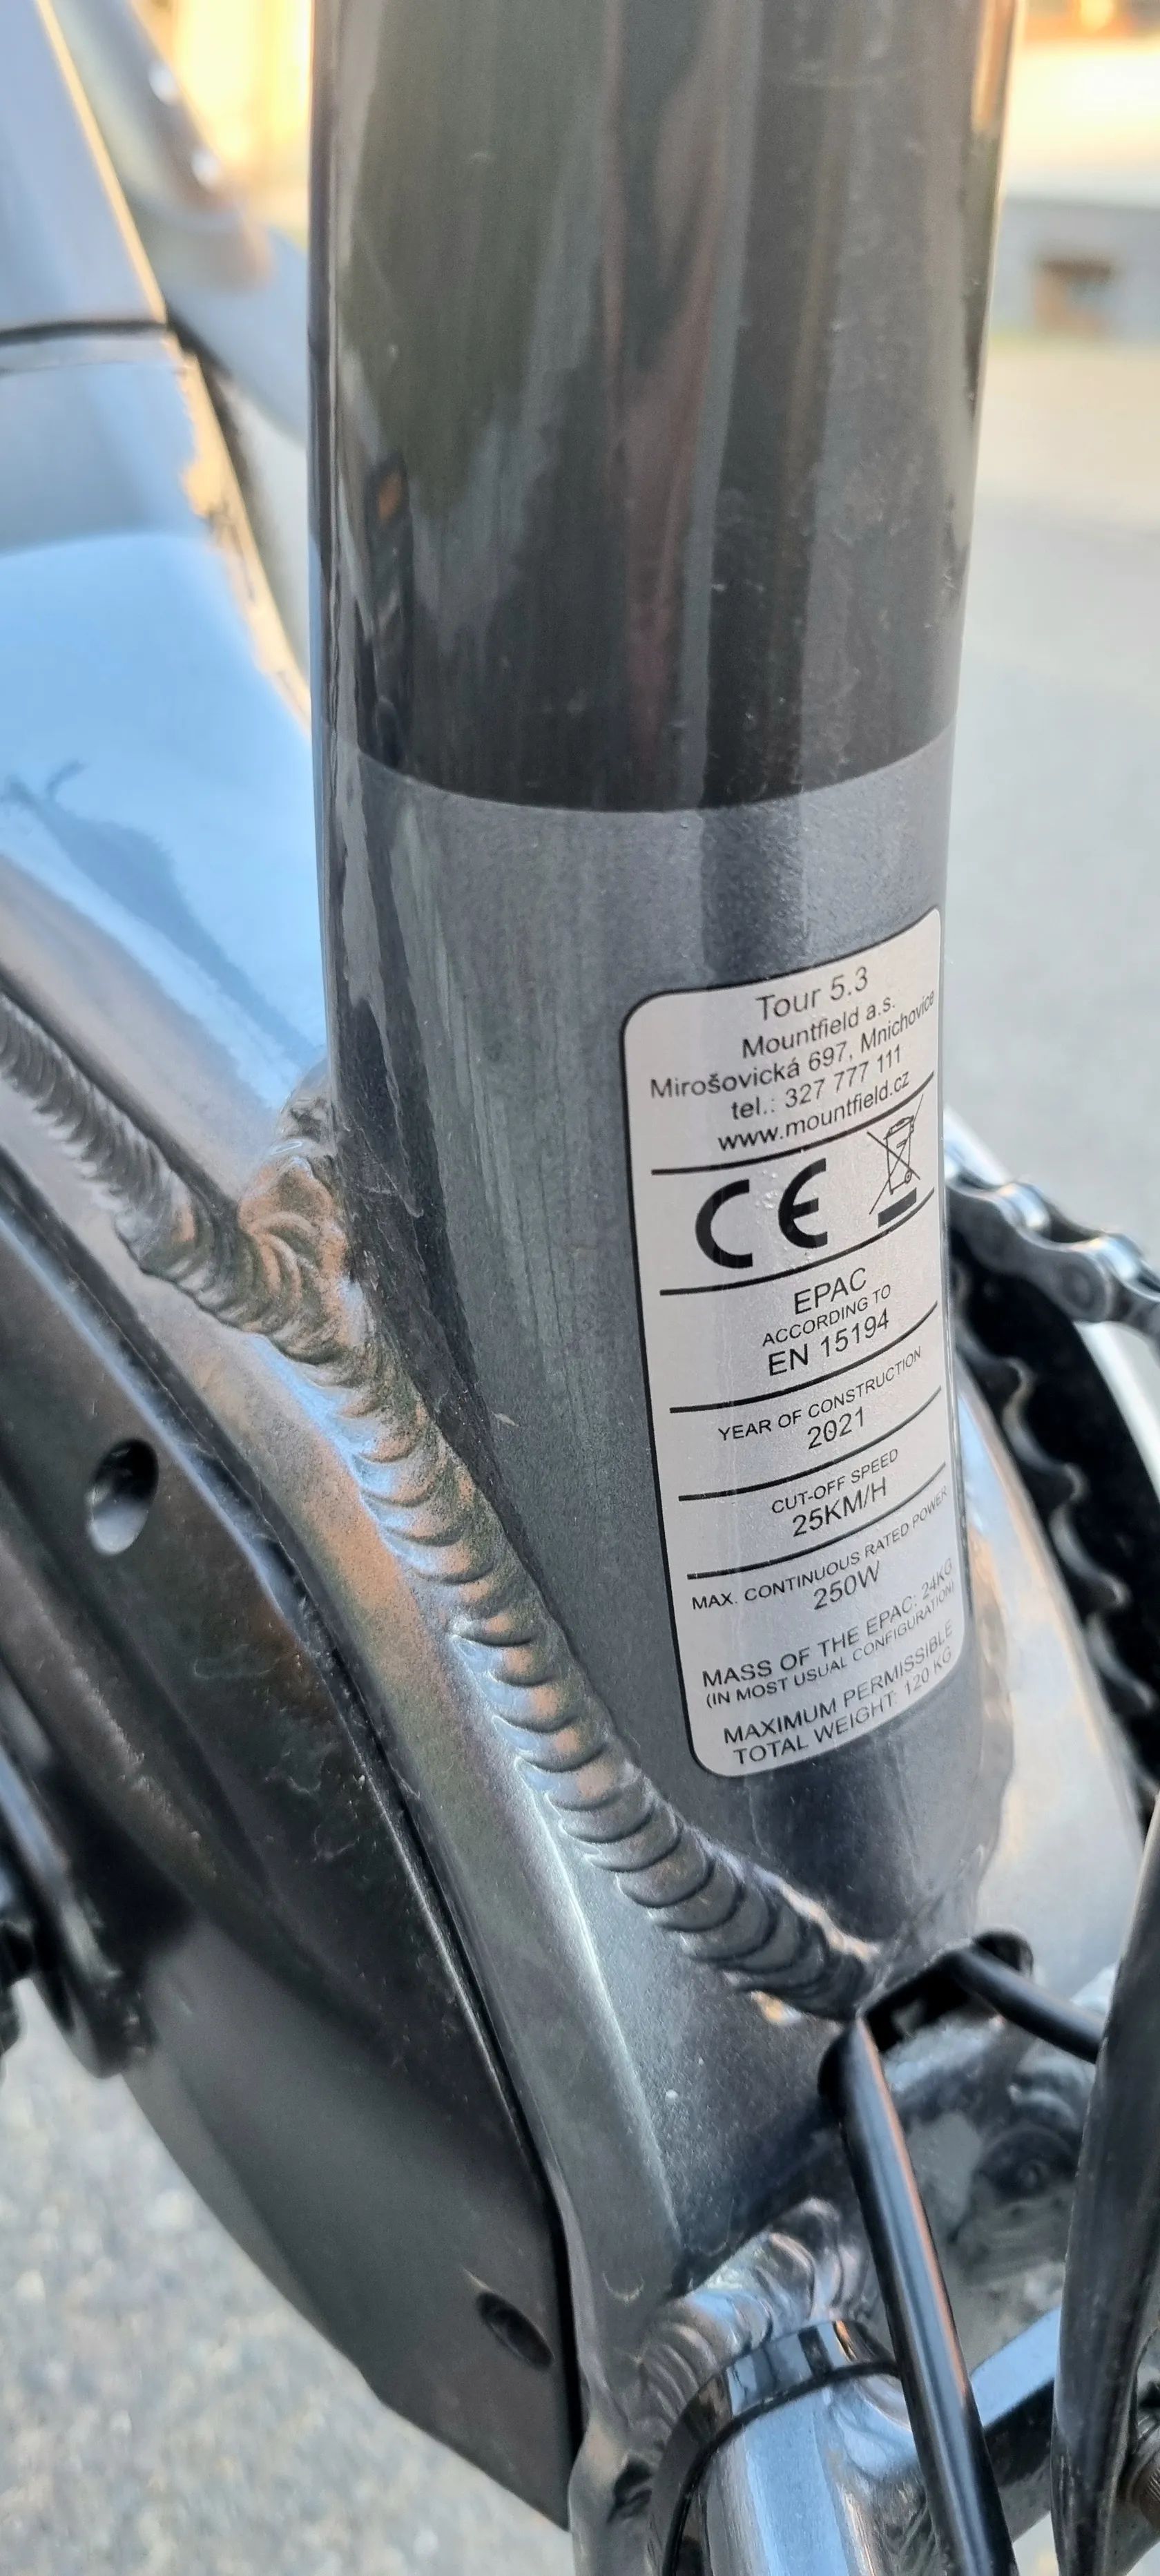 Tour 5.3
Mountfield a.s.
Mirošovická 697, Mnichovice
tel.: 327 777 111
www.mountfield.cz
CE
EPAC
ACCORDING TO
EN 15194
YEAR OF CONSTRUCTION
2021
CUT-OFF SPEED
25KM/H
MAX. CONTINUOUS RATED POWER
250W
MASS OF THE EPAC: 24KG
(IN MOST USUAL CONFIGURATION)
MAXIMUM PERMISSIBLE
TOTAL WEIGHT: 120 KG